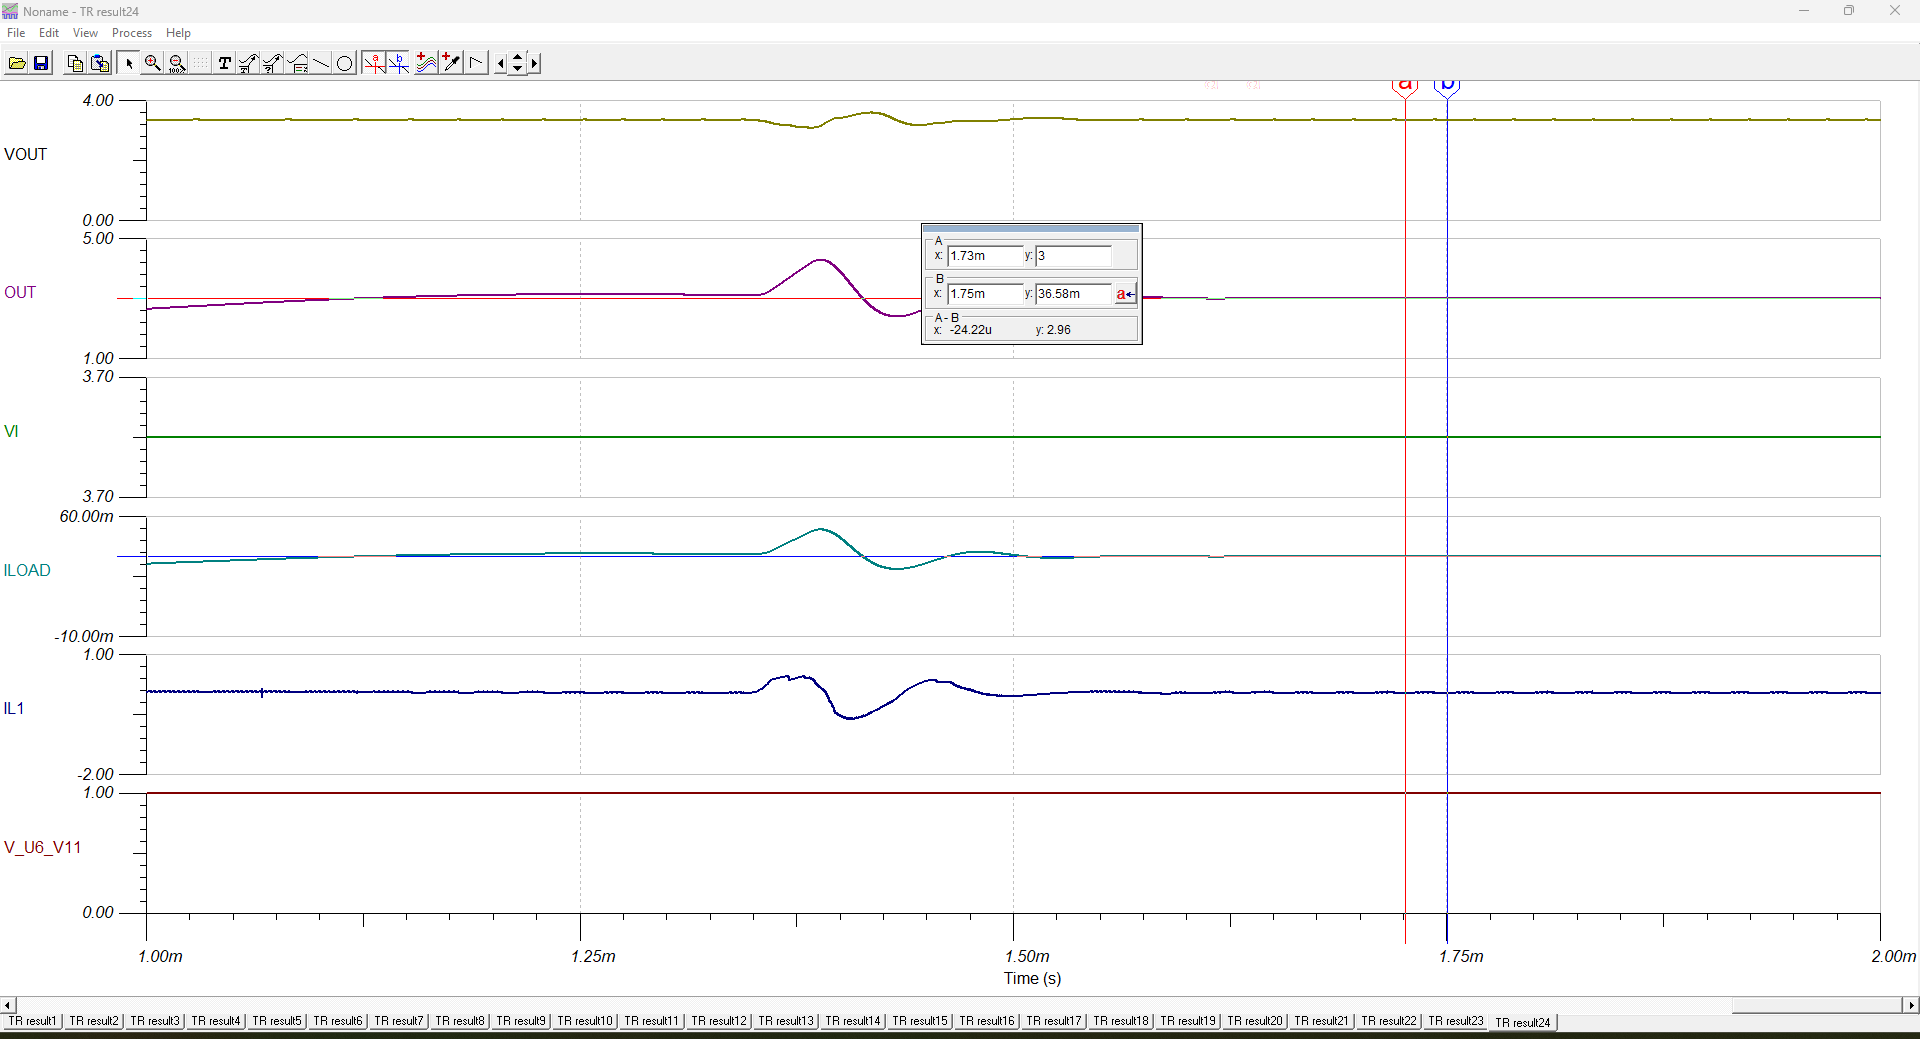 Noname - TR result24
File Edit View Process Help
T
100%
a b
a b
4.00
VOUT
0.00
5.00
OUT
1.00
A
x: 1.73m y: 3
B
x: 1.75m y: 36.58m a
A - B
x: -24.22u y: 2.96
3.70
VI
3.70
60.00m
ILOAD
-10.00m
1.00
IL1
-2.00
1.00
V_U6_V11
0.00
1.00m 1.25m 1.50m 1.75m 2.00m
Time (s)
TR result1 TR result2 TR result3 TR result4 TR result5 TR result6 TR result7 TR result8 TR result9 TR result10 TR result11 TR result12 TR result13 TR result14 TR result15 TR result16 TR result17 TR result18 TR result19 TR result20 TR result21 TR result22 TR result23 TR result24